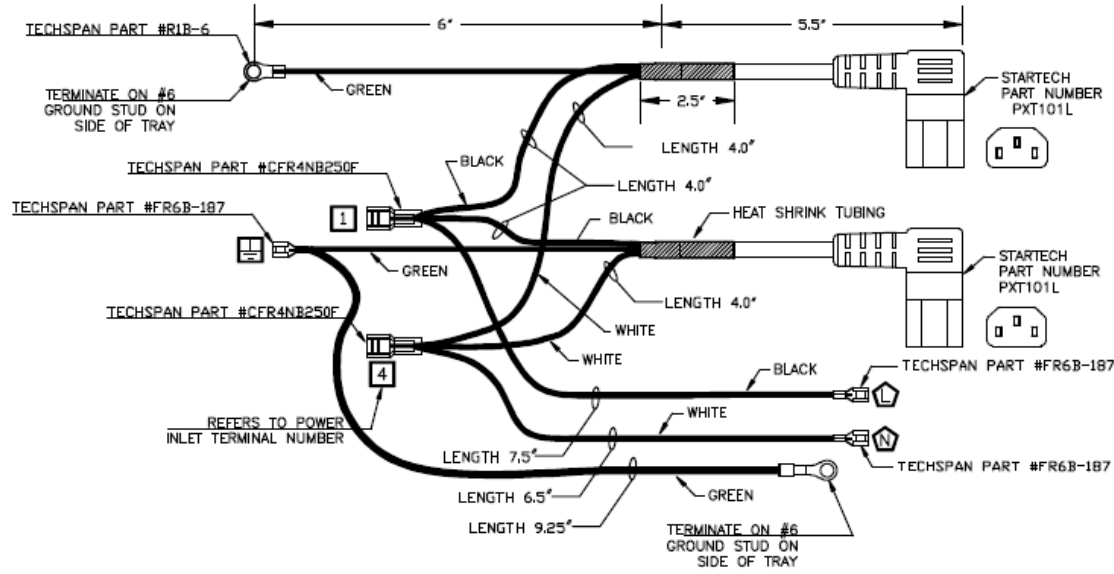 6"
5.5"
TECHSPAN PART #R1B-6
GREEN
TERMINATE ON #6
GROUND STUD ON
SIDE OF TRAY
2.5"
STARTECH
PART NUMBER
PXT101L
LENGTH 4.0"
BLACK
TECHSPAN PART #CFR4NB250F
LENGTH 4.0"
TECHSPAN PART #FR6B-187
1
BLACK
HEAT SHRINK TUBING
GREEN
STARTECH
PART NUMBER
PXT101L
LENGTH 4.0"
TECHSPAN PART #CFR4NB250F
WHITE
WHITE
4
BLACK
TECHSPAN PART #FR6B-187
L
REFERS TO POWER
INLET TERMINAL NUMBER
WHITE
N
LENGTH 7.5"
TECHSPAN PART #FR6B-187
LENGTH 6.5"
GREEN
LENGTH 9.25"
TERMINATE ON #6
GROUND STUD ON
SIDE OF TRAY